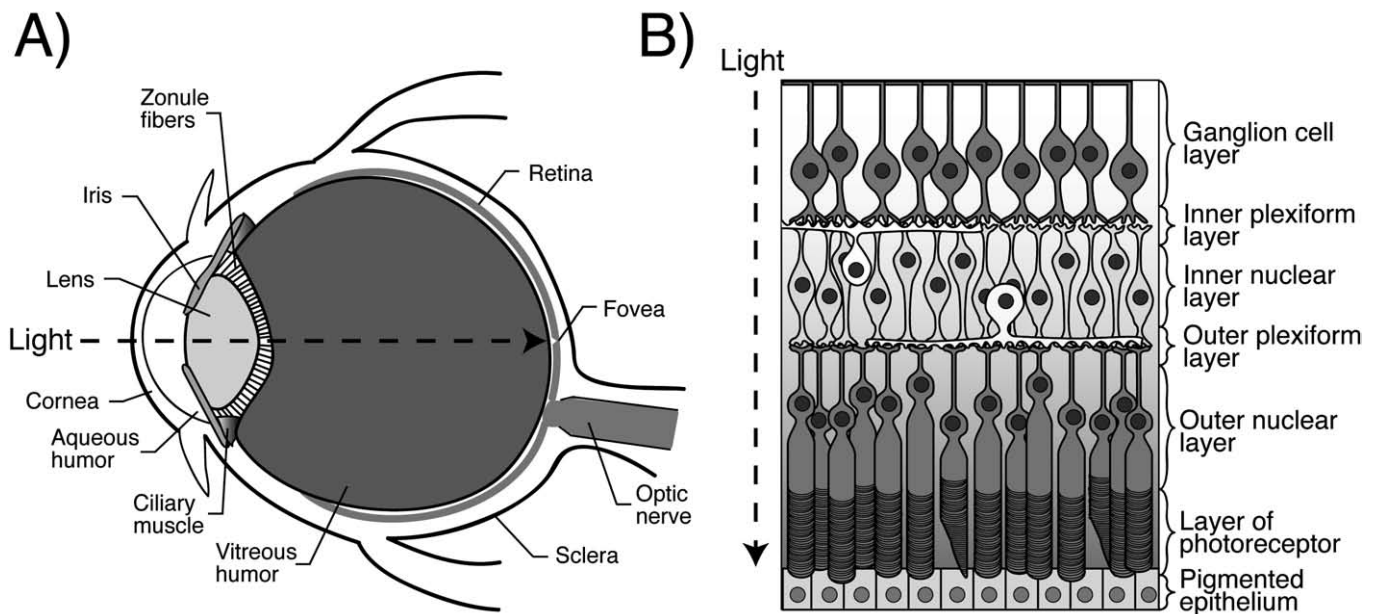 A)
Zonule
fibers
Iris
Lens
Light
Cornea
Aqueous
humor
Ciliary
muscle
Vitreous
humor
Retina
Fovea
Optic
nerve
Sclera
B)
Light
Ganglion cell
layer
Inner plexiform
layer
Inner nuclear
layer
Outer plexiform
layer
Outer nuclear
layer
Layer of
photoreceptor
Pigmented
epithelium